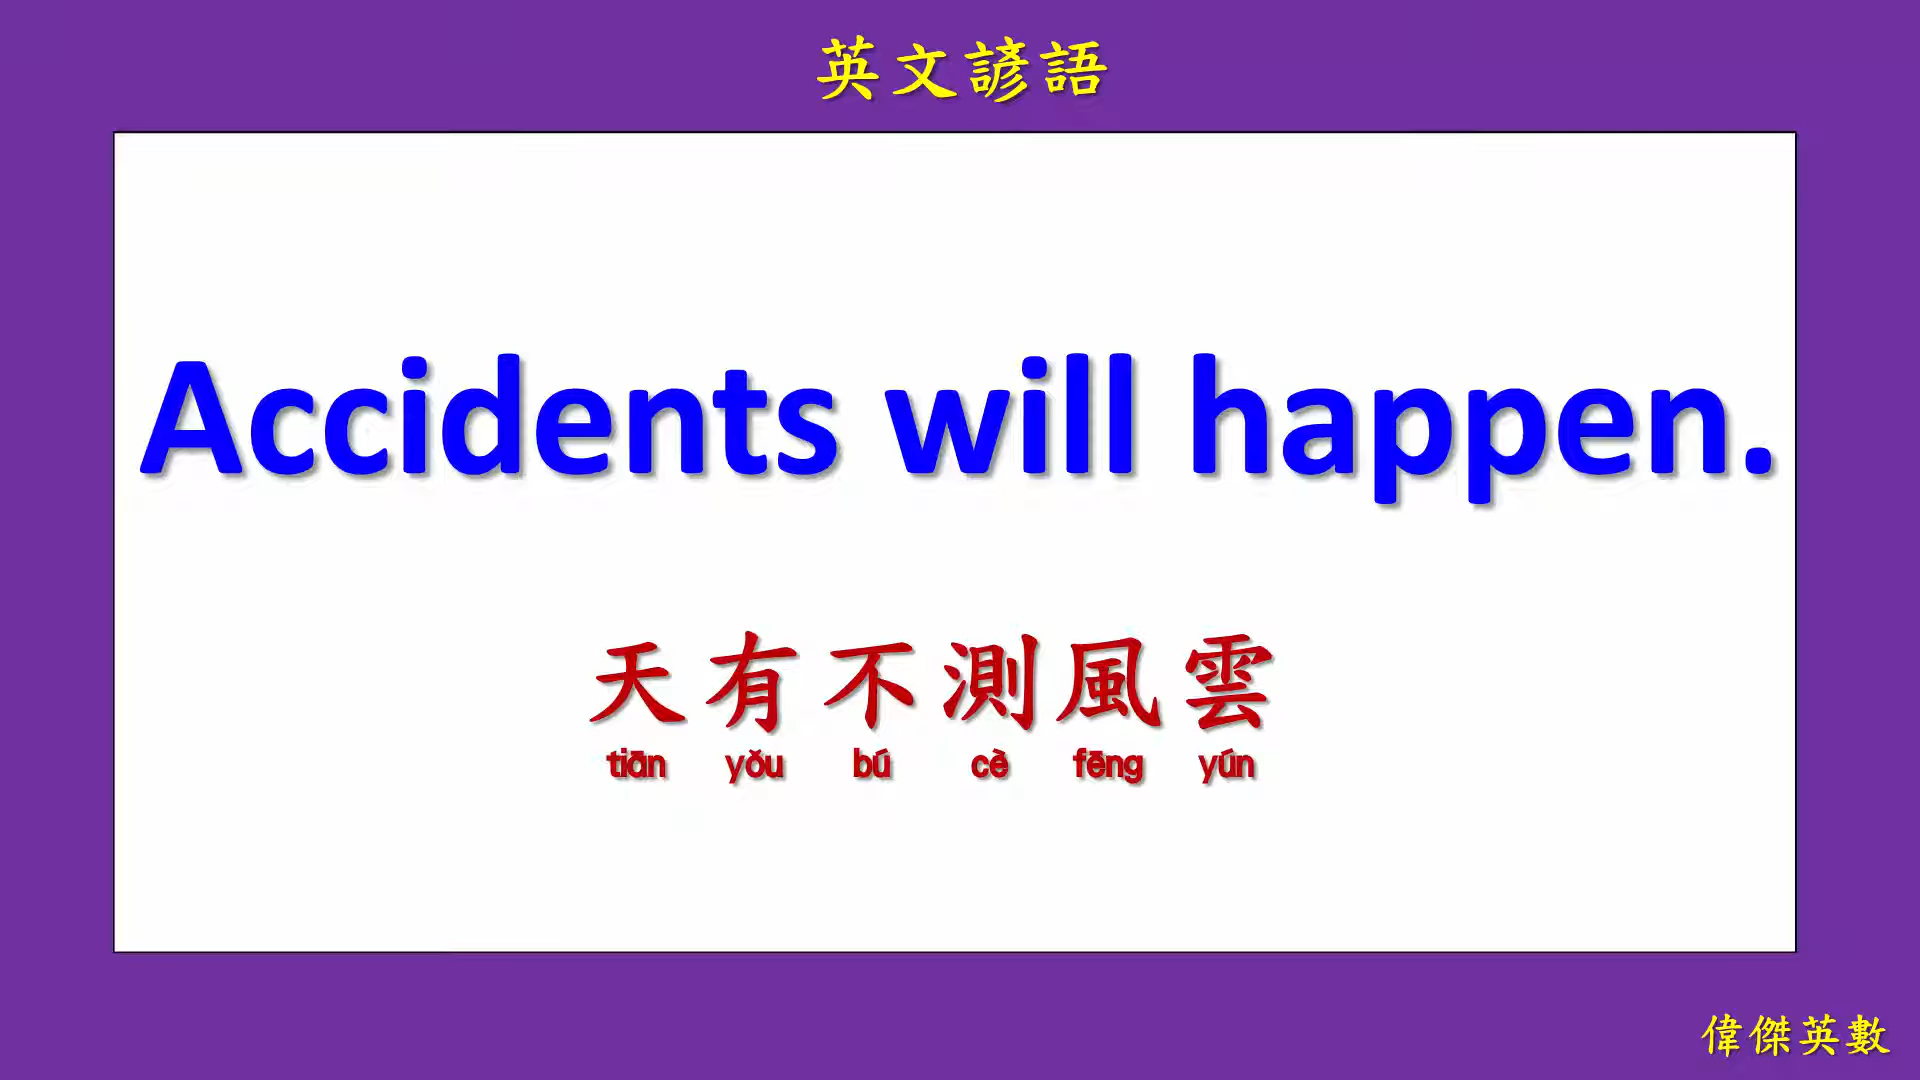 英文諺語
Accidents will happen.
天有不測風雲
tiān yǒu bú cè fēng yún
偉傑英數